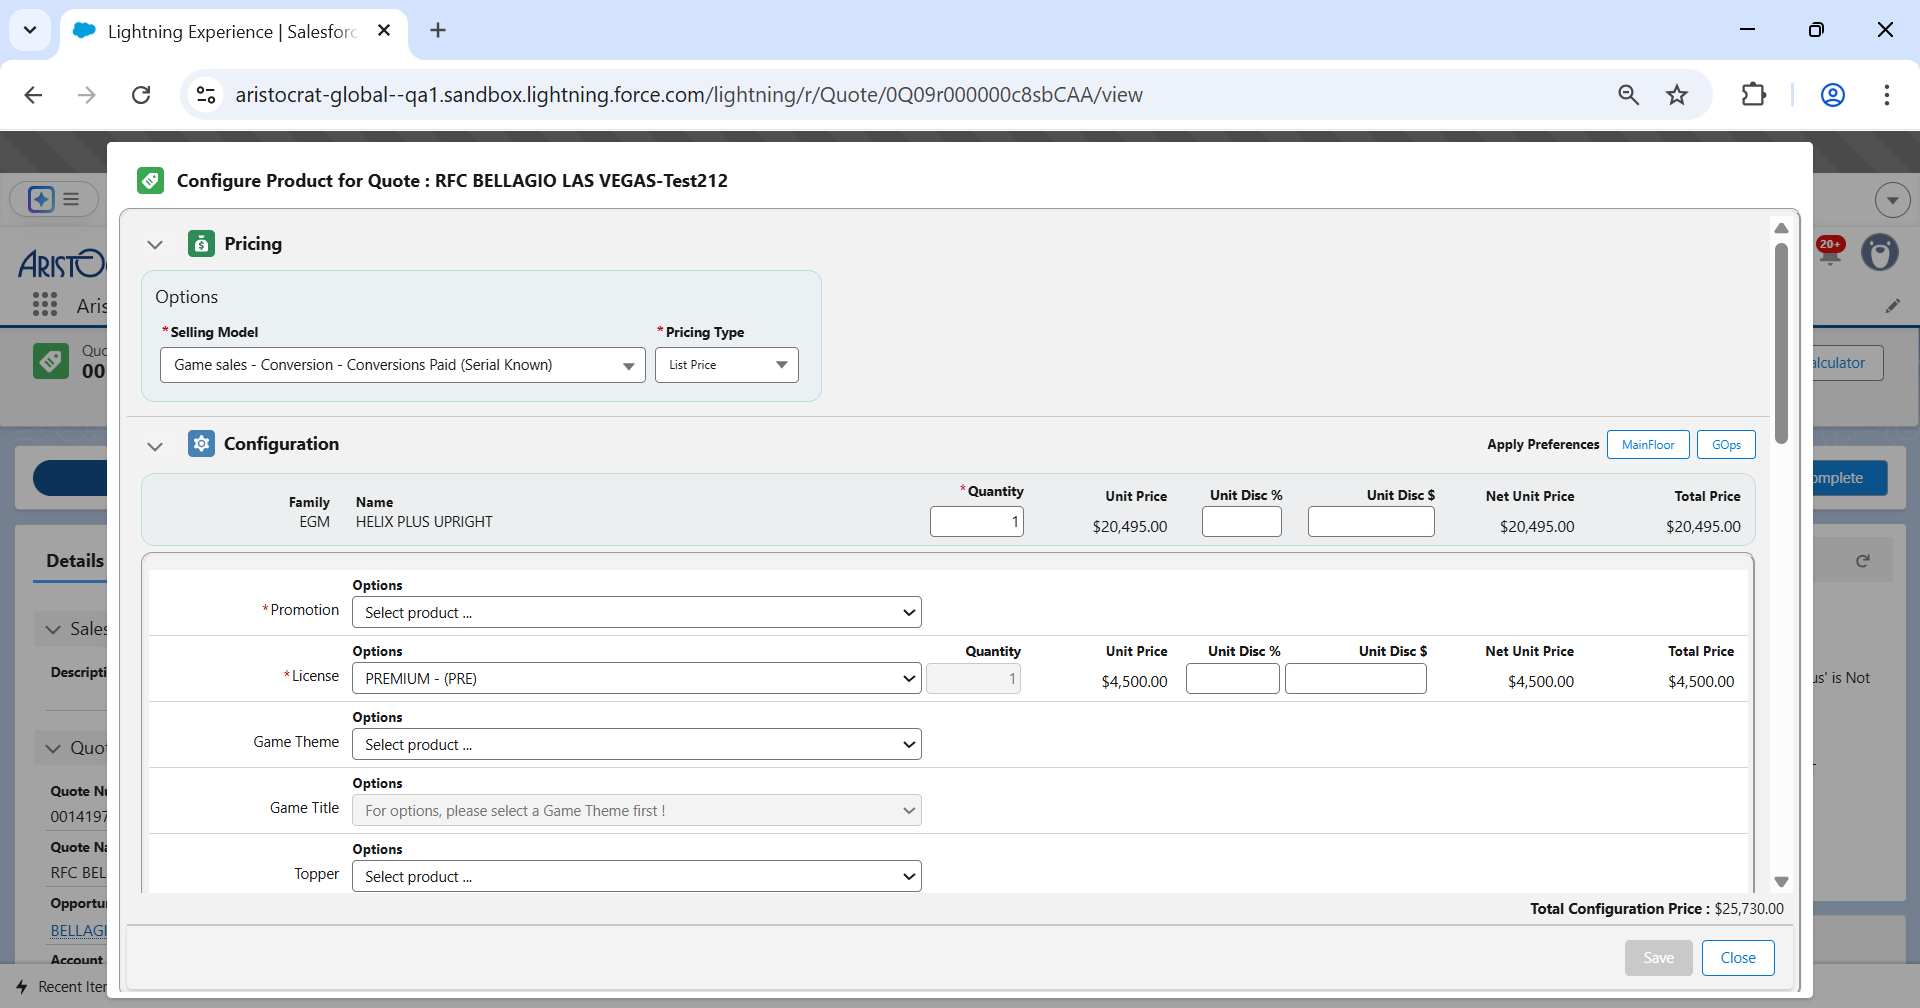 Lightning Experience | Salesforc
aristocrat-global--qa1.sandbox.lightning.force.com/lightning/r/Quote/0Q09r000000c8sbCAA/view
Configure Product for Quote : RFC BELLAGIO LAS VEGAS-Test212
Pricing
Options
*Selling Model
*Pricing Type
Game sales - Conversion - Conversions Paid (Serial Known)
List Price
Configuration
Apply Preferences
MainFloor
GOps
Family
Name
*Quantity
Unit Price
Unit Disc %
Unit Disc $
Net Unit Price
Total Price
EGM
HELIX PLUS UPRIGHT
1
$20,495.00
$20,495.00
$20,495.00
Options
*Promotion
Select product ...
Options
Quantity
Unit Price
Unit Disc %
Unit Disc $
Net Unit Price
Total Price
*License
PREMIUM - (PRE)
1
$4,500.00
$4,500.00
$4,500.00
Options
Game Theme
Select product ...
Options
Game Title
For options, please select a Game Theme first !
Options
Topper
Select product ...
Total Configuration Price : $25,730.00
Save
Close
ARISTOC
Aris
Quo
00
Details
Sales
Descripti
Quot
Quote Nu
0014197
Quote Na
RFC BEL
Opportu
BELLAGI
Account
Recent Iter
20+
alculator
omplete
us' is Not